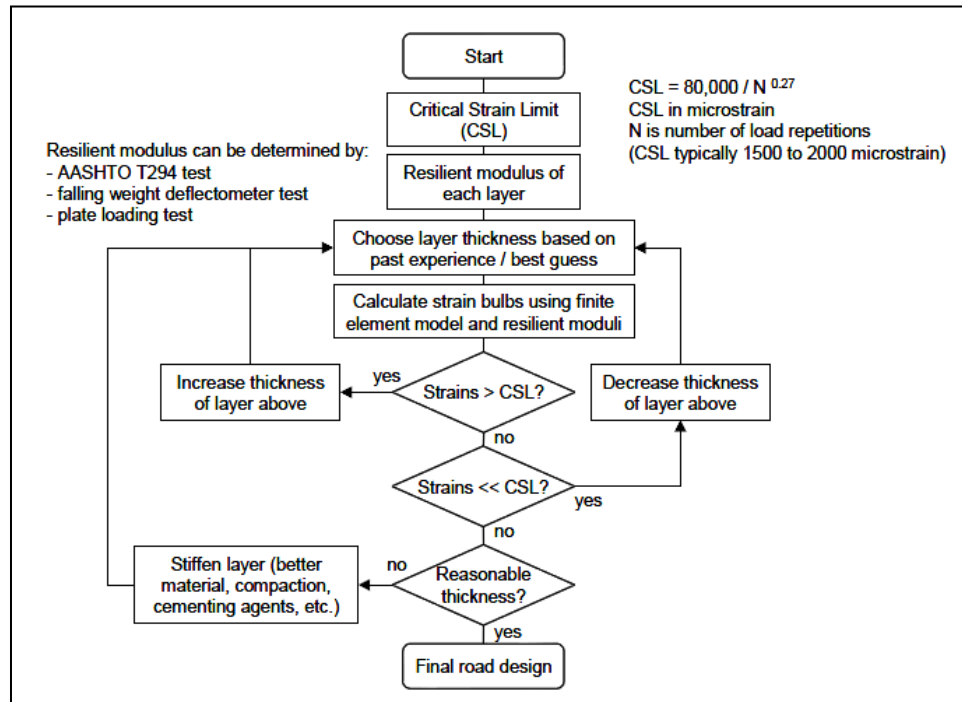 Start
CSL = 80,000 / N 0.27
CSL in microstrain
N is number of load repetitions
(CSL typically 1500 to 2000 microstrain)
Critical Strain Limit
(CSL)
Resilient modulus can be determined by:
- AASHTO T294 test
- falling weight deflectometer test
- plate loading test
Resilient modulus of
each layer
Choose layer thickness based on
past experience / best guess
Calculate strain bulbs using finite
element model and resilient moduli
Increase thickness
of layer above
yes
Strains > CSL?
Decrease thickness
of layer above
no
Strains << CSL?
yes
no
Stiffen layer (better
material, compaction,
cementing agents, etc.)
no
Reasonable
thickness?
yes
Final road design